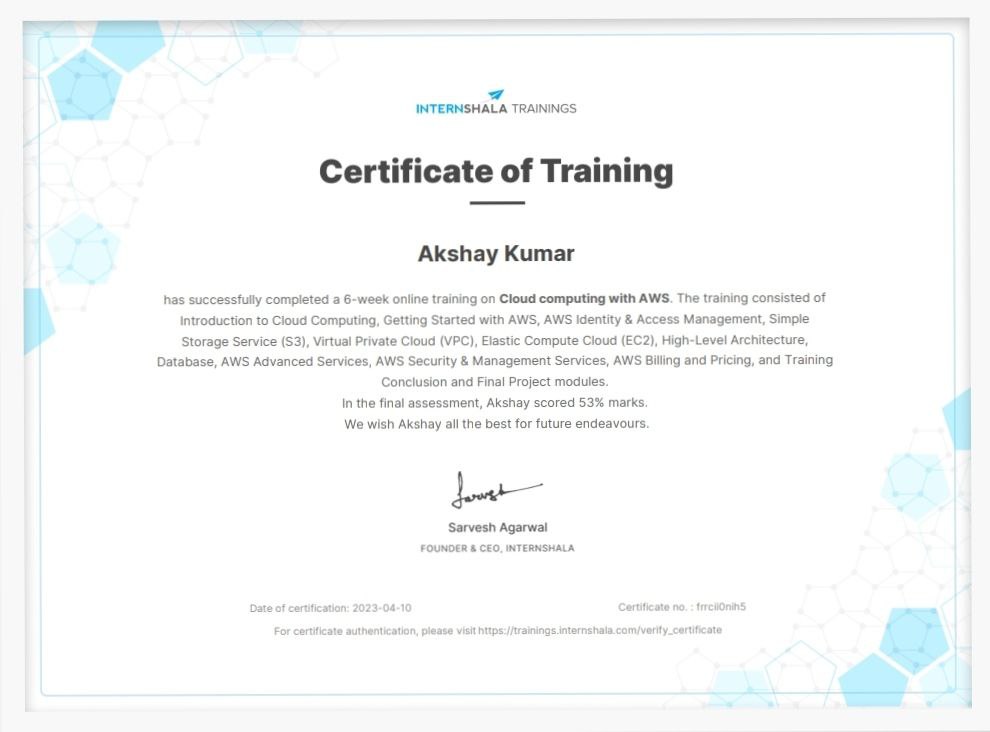 INTERNSHALA TRAININGS
Certificate of Training
Akshay Kumar
has successfully completed a 6-week online training on Cloud computing with AWS. The training consisted of
Introduction to Cloud Computing, Getting Started with AWS, AWS Identity & Access Management, Simple
Storage Service (S3), Virtual Private Cloud (VPC), Elastic Compute Cloud (EC2), High-Level Architecture,
Database, AWS Advanced Services, AWS Security & Management Services, AWS Billing and Pricing, and Training
Conclusion and Final Project modules.
In the final assessment, Akshay scored 53% marks.
We wish Akshay all the best for future endeavours.
Sarvesh
Sarvesh Agarwal
FOUNDER & CEO, INTERNSHALA
Date of certification: 2023-04-10
Certificate no. : frrcii0nih5
For certificate authentication, please visit https://trainings.internshala.com/verify_certificate